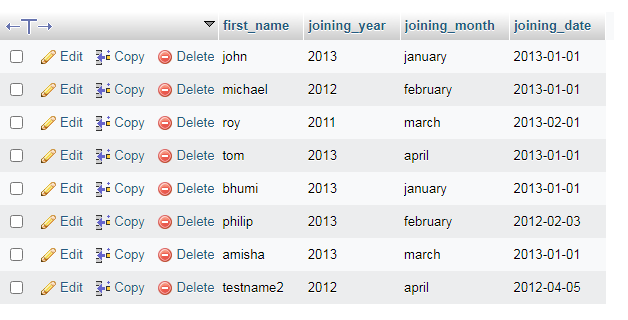 first_name joining_year joining_month joining_date
Edit Copy Delete john 2013 january 2013-01-01
Edit Copy Delete michael 2012 february 2013-01-01
Edit Copy Delete roy 2011 march 2013-02-01
Edit Copy Delete tom 2013 april 2013-01-01
Edit Copy Delete bhumi 2013 january 2013-01-01
Edit Copy Delete philip 2013 february 2012-02-03
Edit Copy Delete amisha 2013 march 2013-01-01
Edit Copy Delete testname2 2012 april 2012-04-05